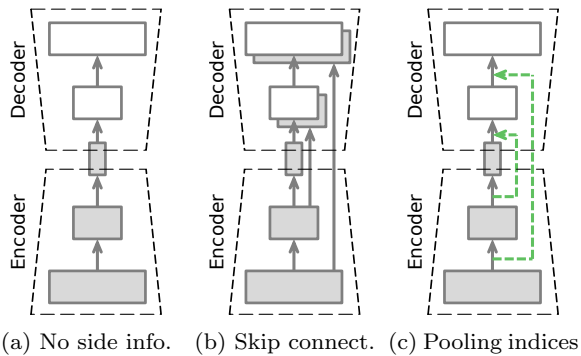 Decoder
Encoder
Decoder
Encoder
Decoder
Encoder
(a) No side info.
(b) Skip connect.
(c) Pooling indices